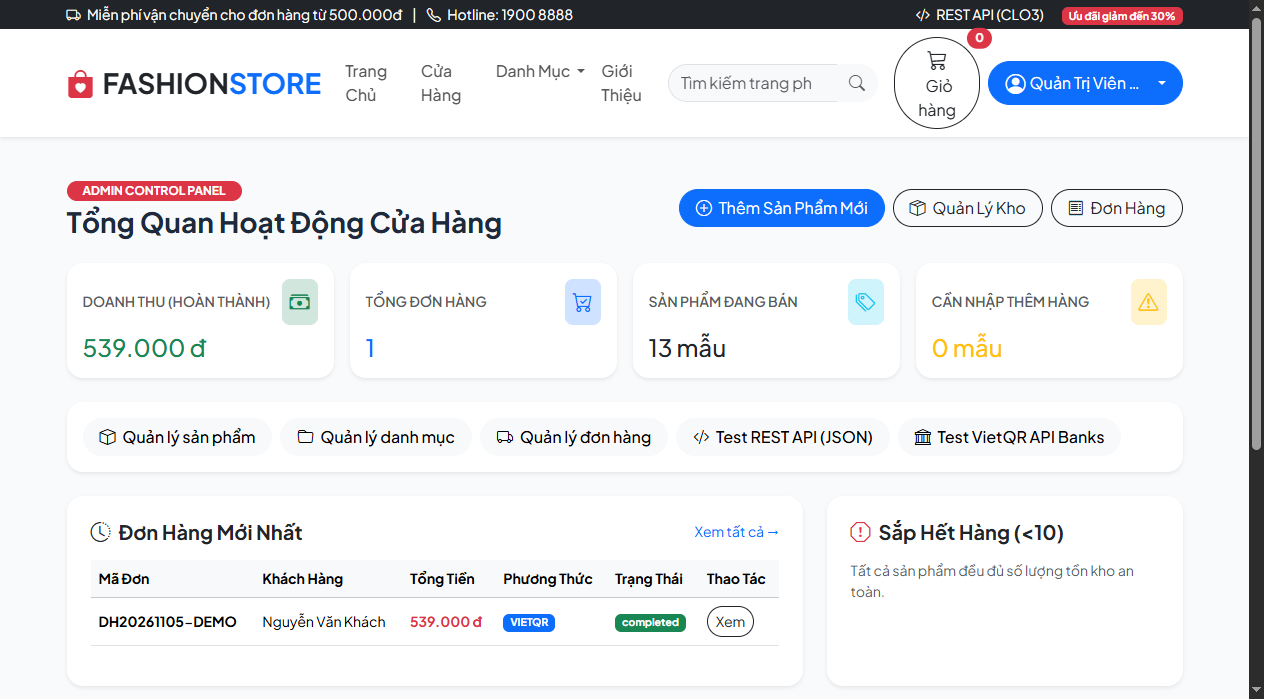 Miễn phí vận chuyển cho đơn hàng từ 500.000đ | Hotline: 1900 8888
REST API (CLO3) Ưu đãi giảm đến 30%
FASHIONSTORE
Trang Chủ
Cửa Hàng
Danh Mục
Giới Thiệu
Tìm kiếm trang ph
Giỏ hàng
0
Quản Trị Viên ...
ADMIN CONTROL PANEL
Tổng Quan Hoạt Động Cửa Hàng
Thêm Sản Phẩm Mới
Quản Lý Kho
Đơn Hàng
DOANH THU (HOÀN THÀNH)
539.000 đ
TỔNG ĐƠN HÀNG
1
SẢN PHẨM ĐANG BÁN
13 mẫu
CẦN NHẬP THÊM HÀNG
0 mẫu
Quản lý sản phẩm
Quản lý danh mục
Quản lý đơn hàng
Test REST API (JSON)
Test VietQR API Banks
Đơn Hàng Mới Nhất
Xem tất cả →
Mã Đơn Khách Hàng Tổng Tiền Phương Thức Trạng Thái Thao Tác
DH20261105-DEMO Nguyễn Văn Khách 539.000 đ VIETQR completed Xem
Sắp Hết Hàng (<10)
Tất cả sản phẩm đều đủ số lượng tồn kho an
toàn.